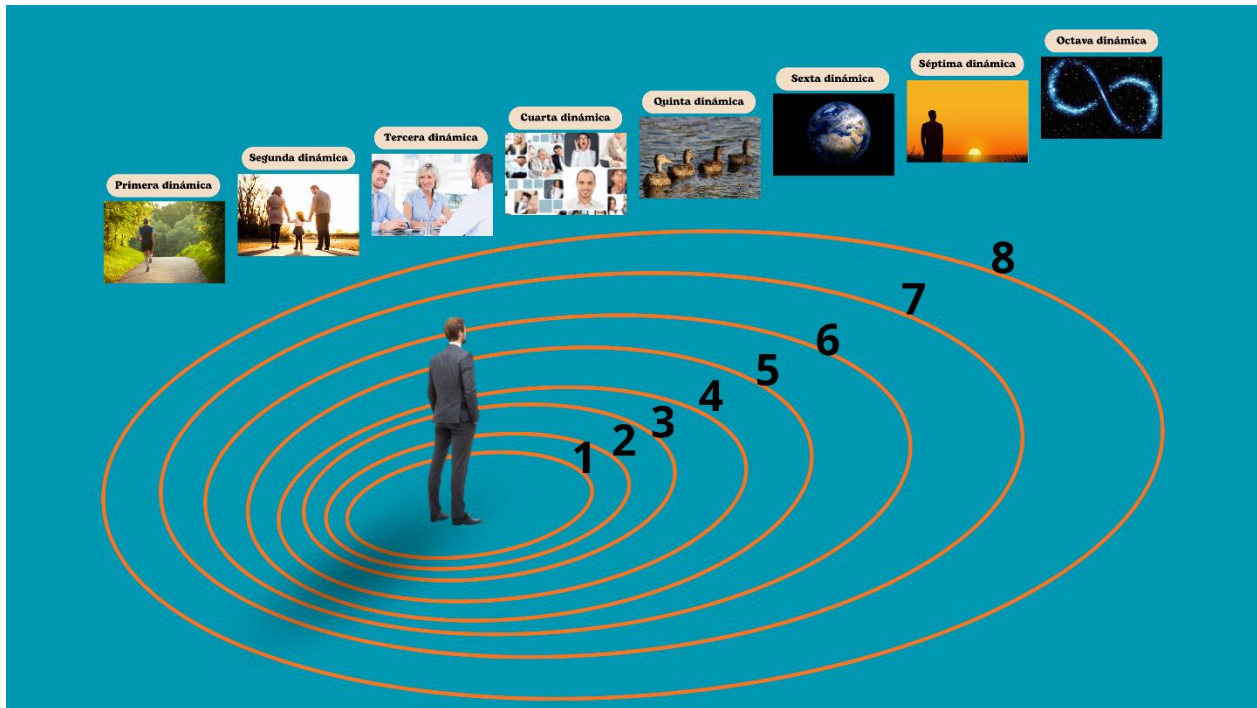 Primera dinámica
Segunda dinámica
Tercera dinámica
Cuarta dinámica
Quinta dinámica
Sexta dinámica
Séptima dinámica
Octava dinámica
1
2
3
4
5
6
7
8